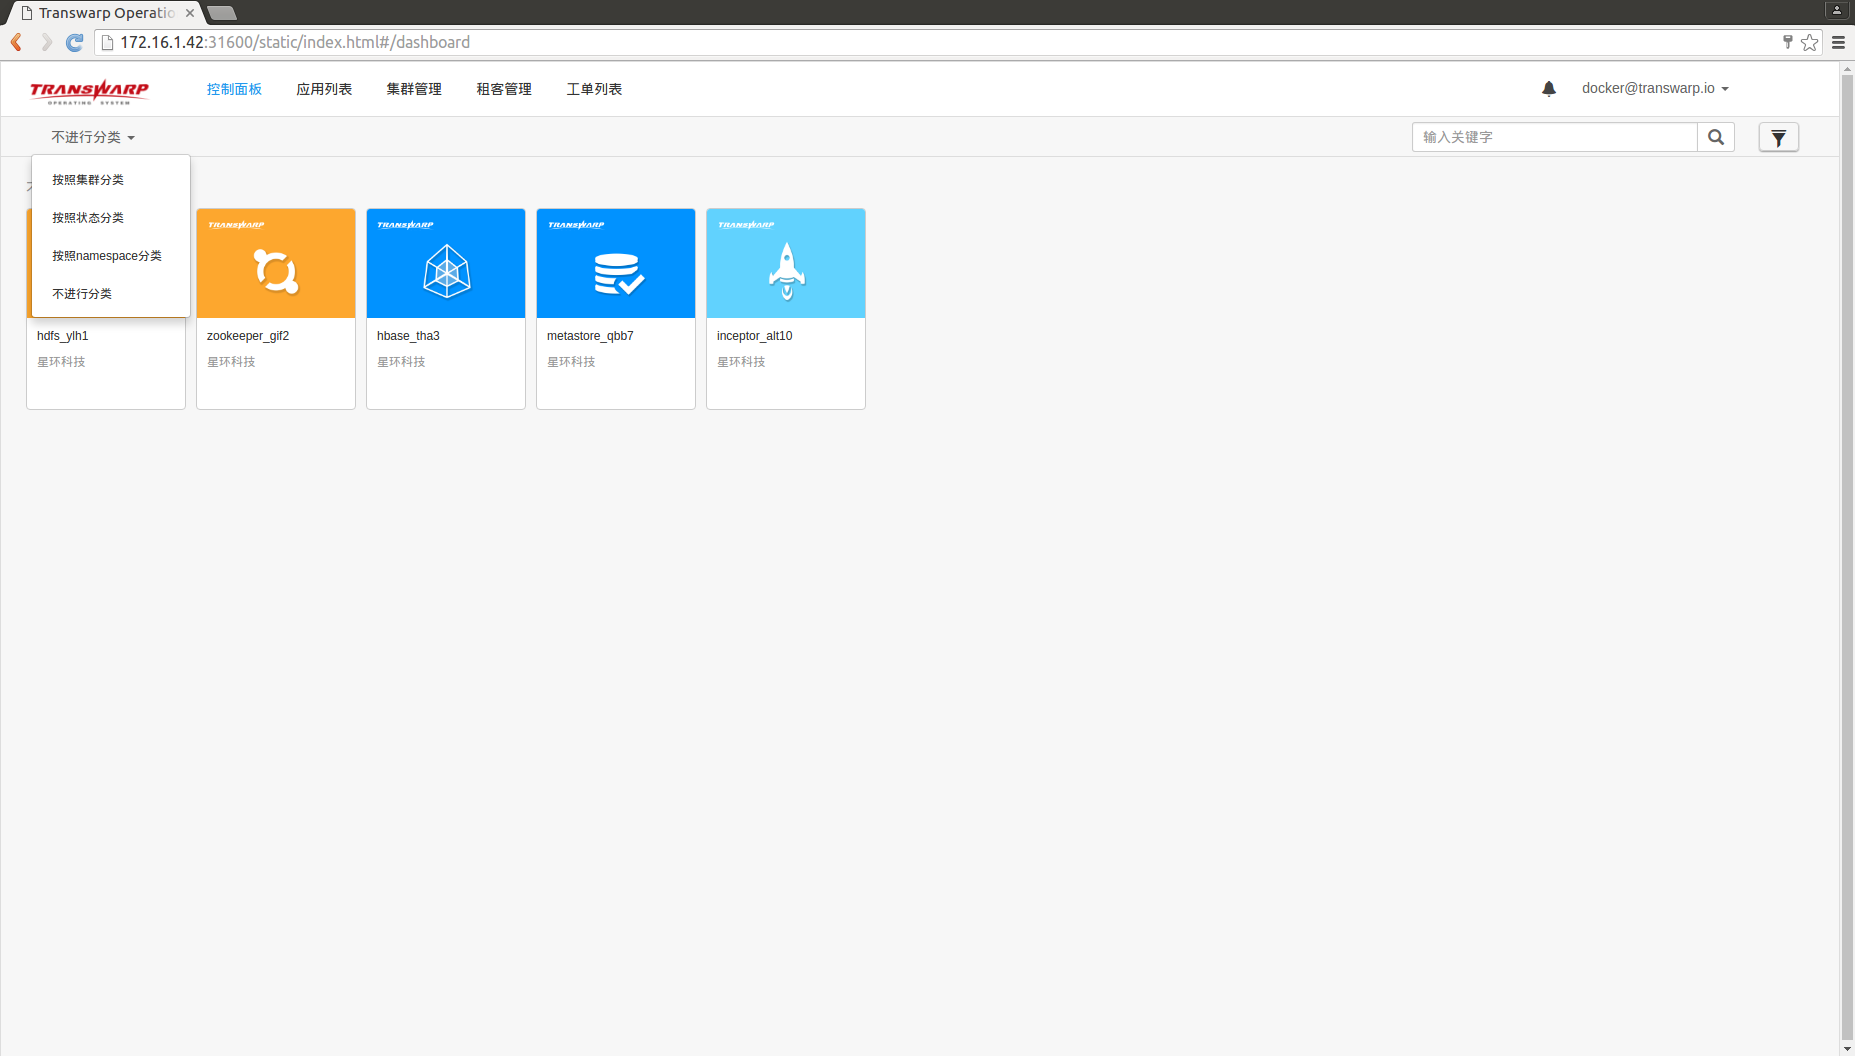 Transwarp Operatio
172.16.1.42:31600/static/index.html#/dashboard
TRANSWARP
OPERATING SYSTEM
控制面板 应用列表 集群管理 租客管理 工单列表 docker@transwarp.io
不进行分类 输入关键字
按照集群分类
按照状态分类
按照namespace分类
不进行分类
TRANSWARP TRANSWARP TRANSWARP TRANSWARP
hdfs_ylh1 zookeeper_gif2 hbase_tha3 metastore_qbb7 inceptor_alt10
星环科技 星环科技 星环科技 星环科技 星环科技